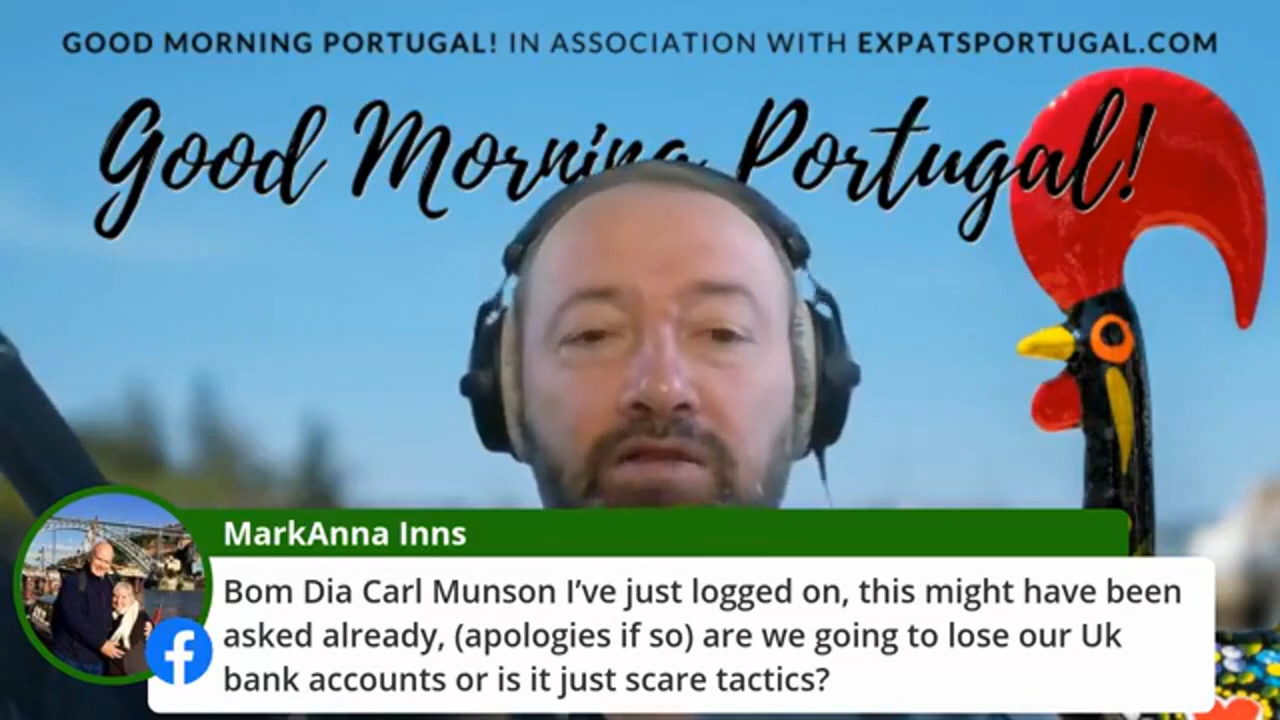 GOOD MORNING PORTUGAL! IN ASSOCIATION WITH EXPATSPORTUGAL.COM
Good Morning Portugal!
MarkAnna Inns
Bom Dia Carl Munson I’ve just logged on, this might have been
asked already, (apologies if so) are we going to lose our Uk
bank accounts or is it just scare tactics?